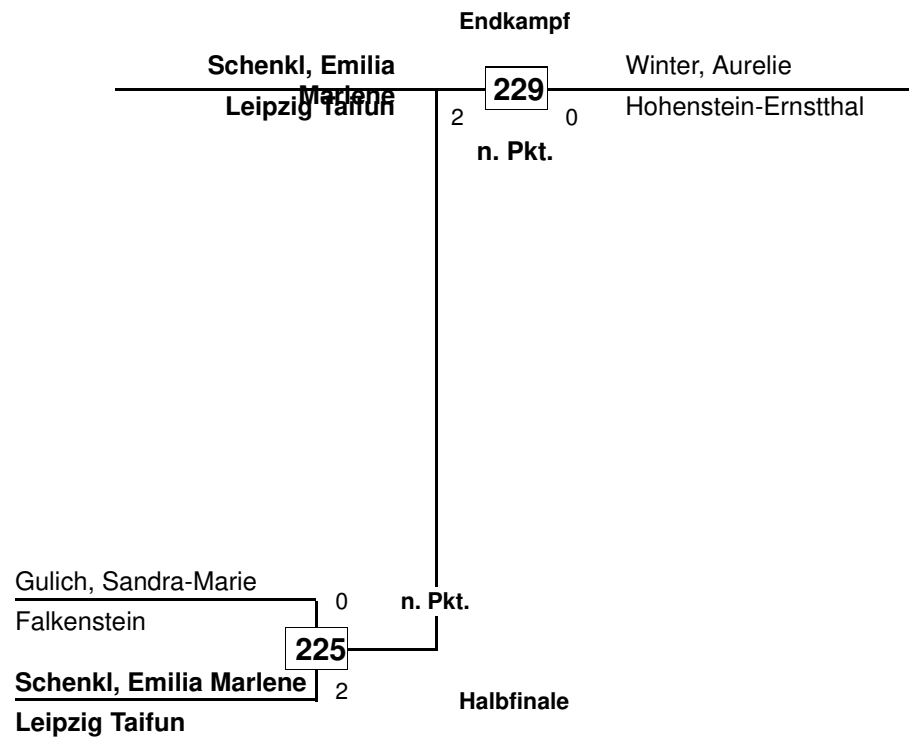 Endkampf
Schenkl, Emilia
Marlene
Leipzig Taifun
2
229
0
n. Pkt.
Winter, Aurelie
Hohenstein-Ernstthal
Gulich, Sandra-Marie
Falkenstein
0
n. Pkt.
225
Schenkl, Emilia Marlene
Leipzig Taifun
2
Halbfinale